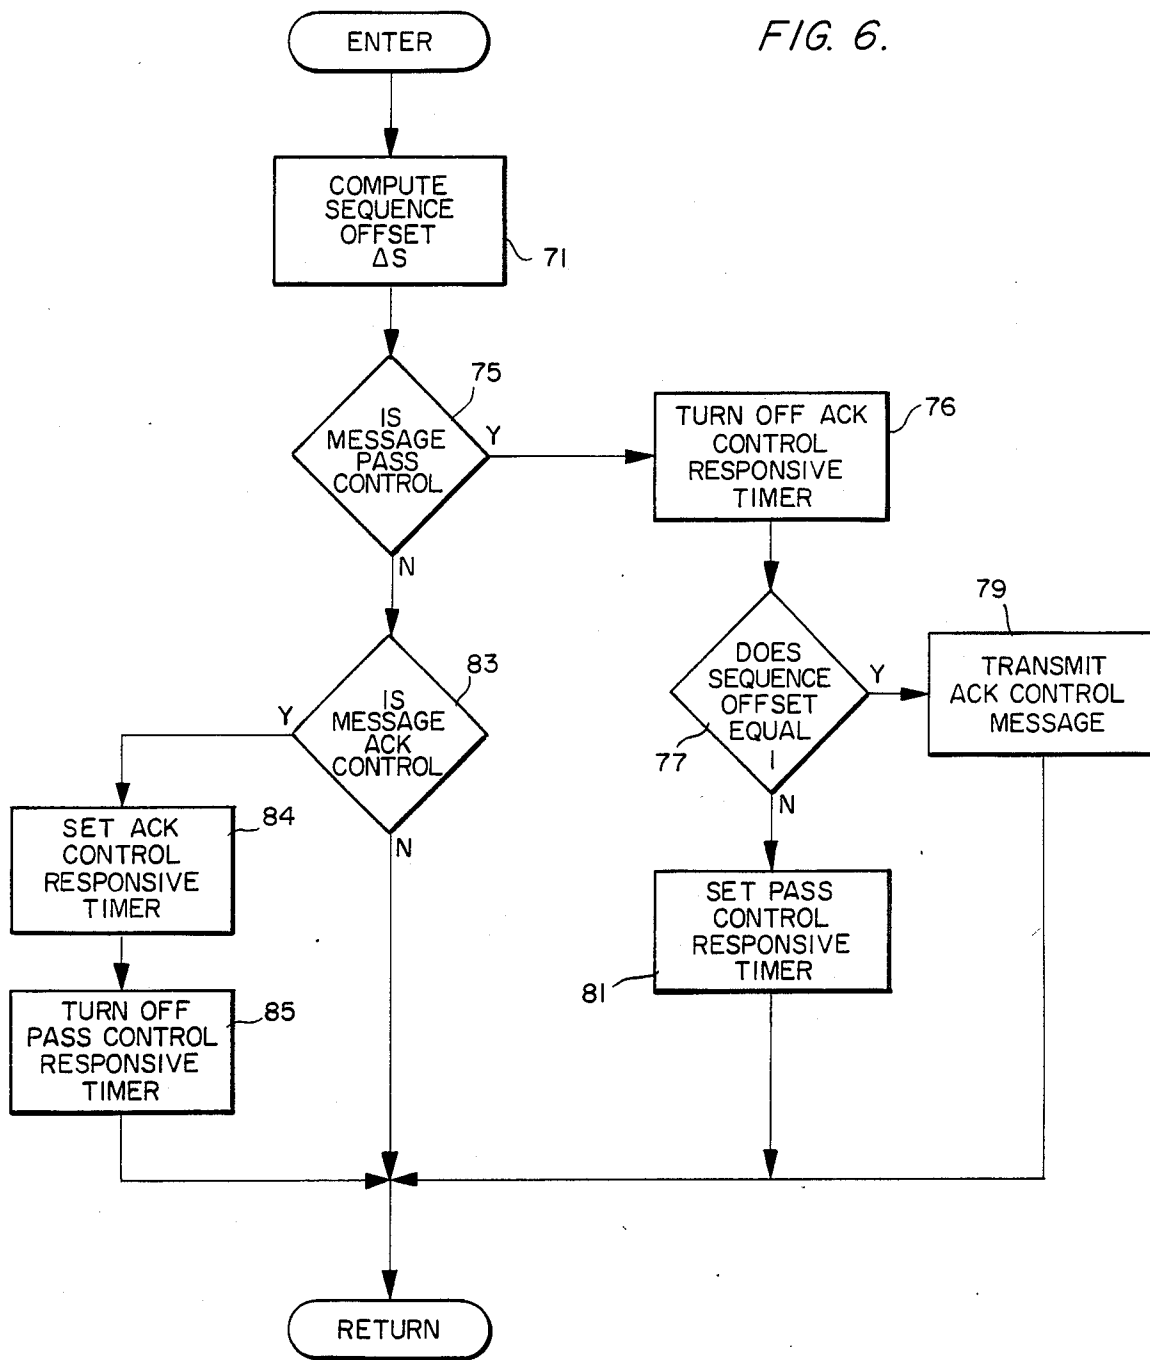 FIG. 6.
ENTER
COMPUTE
SEQUENCE
OFFSET
ΔS
71
IS
MESSAGE
PASS
CONTROL
75
Y
N
TURN OFF ACK
CONTROL
RESPONSIVE
TIMER
76
DOES
SEQUENCE
OFFSET
EQUAL
1
77
Y
N
79
TRANSMIT
ACK CONTROL
MESSAGE
IS
MESSAGE
ACK
CONTROL
83
Y
N
SET ACK
CONTROL
RESPONSIVE
TIMER
84
SET PASS
CONTROL
RESPONSIVE
TIMER
81
TURN OFF
PASS CONTROL
RESPONSIVE
TIMER
85
RETURN